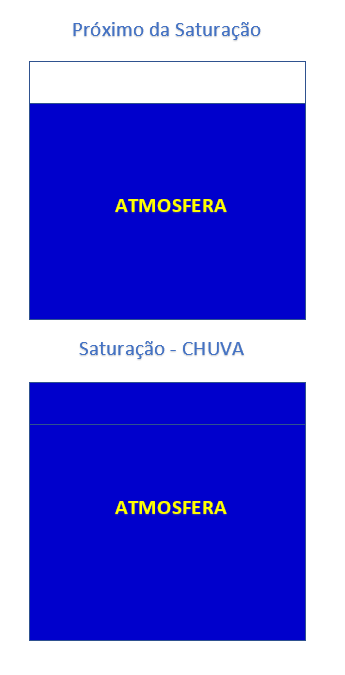 Próximo da Saturação
ATMOSFERA
Saturação - CHUVA
ATMOSFERA